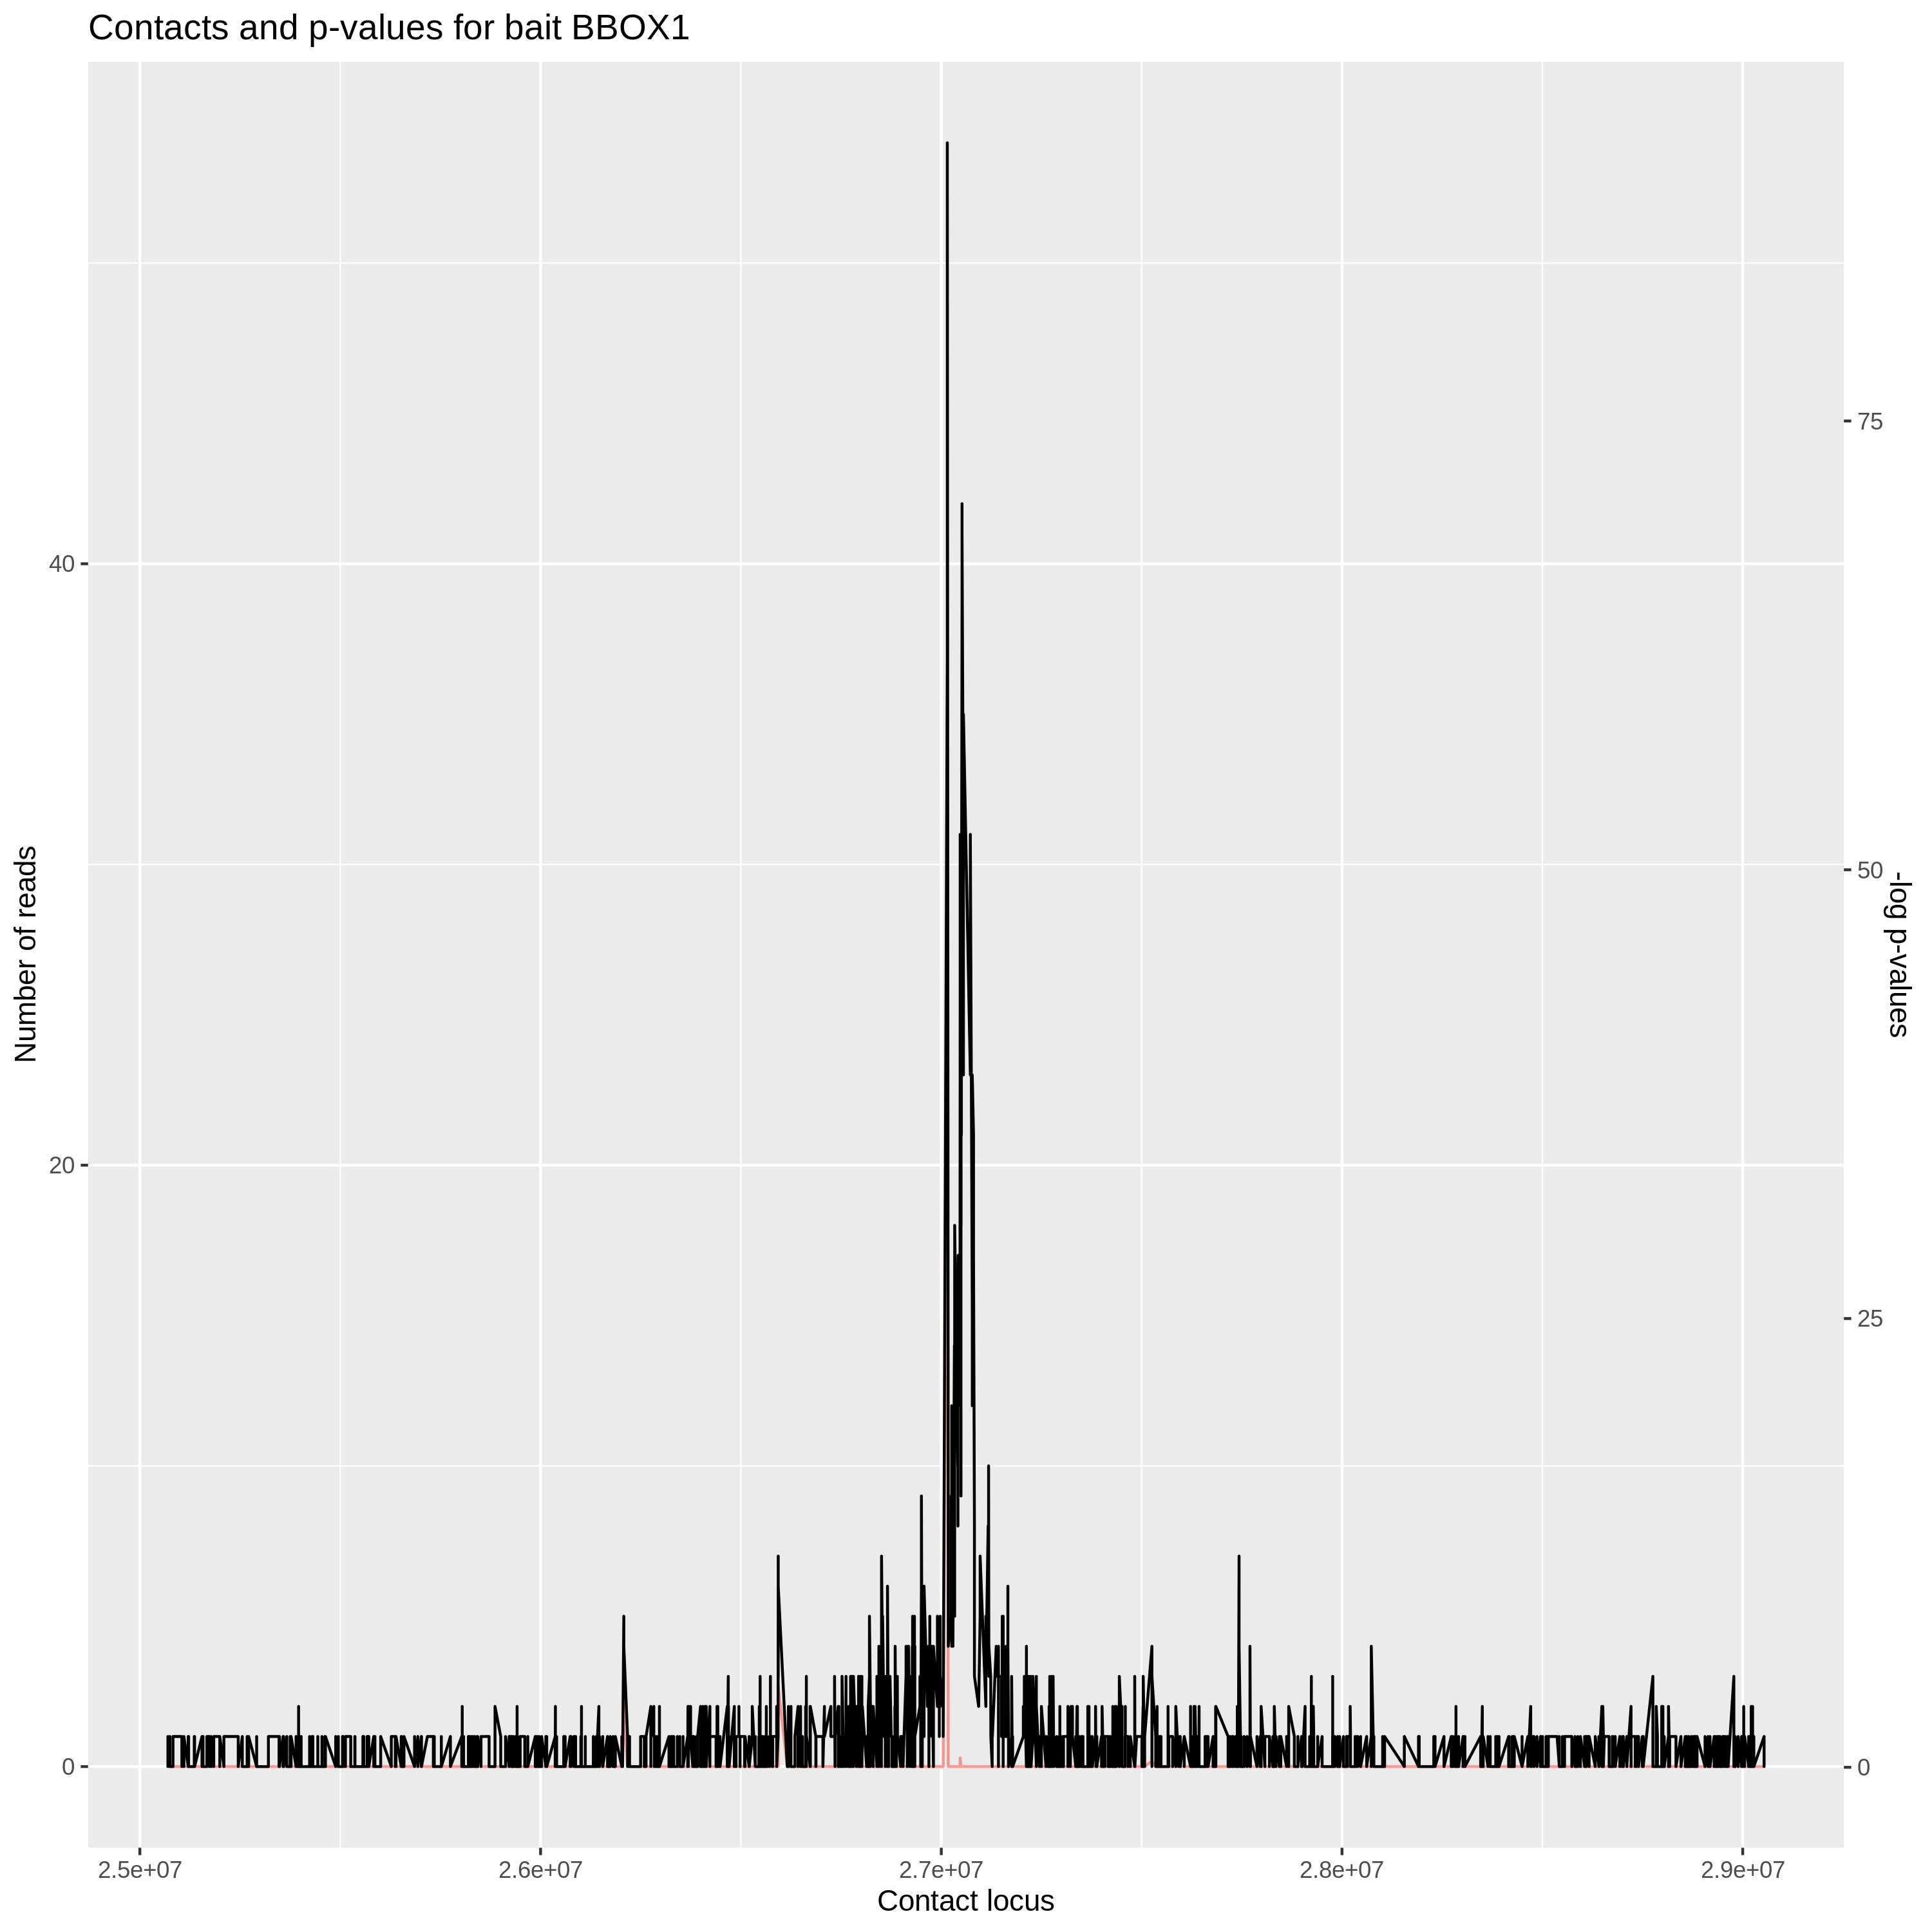 Contacts and p-values for bait BBOX1
40
20
0
75
50
25
0
Number of reads
-log p-values
2.5e+07 2.6e+07 2.7e+07 2.8e+07 2.9e+07
Contact locus